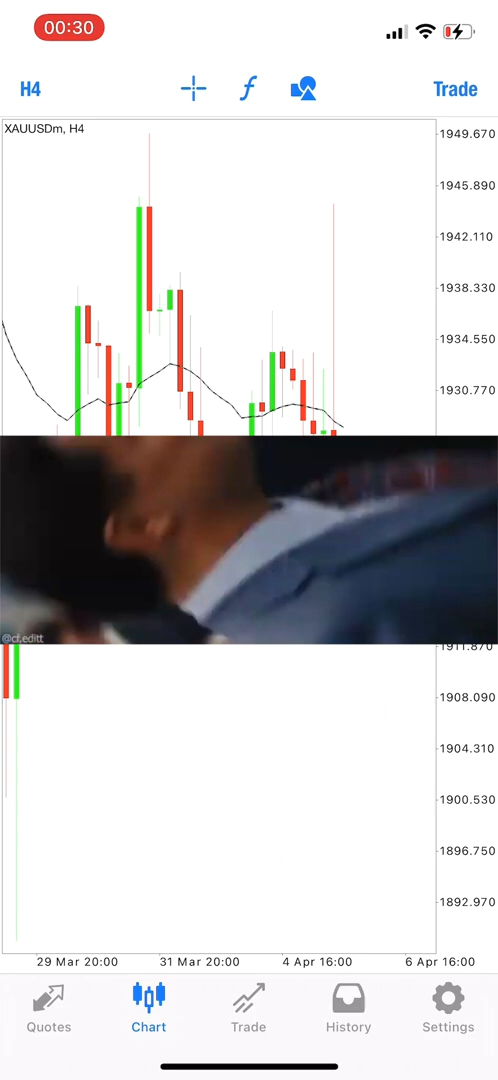 00:30
H4
Trade
XAUUSDm, H4
1949.670
1945.890
1942.110
1938.330
1934.550
1930.770
@cf.editt
1911.870
1908.090
1904.310
1900.530
1896.750
1892.970
29 Mar 20:00
31 Mar 20:00
4 Apr 16:00
6 Apr 16:00
Quotes
Chart
Trade
History
Settings